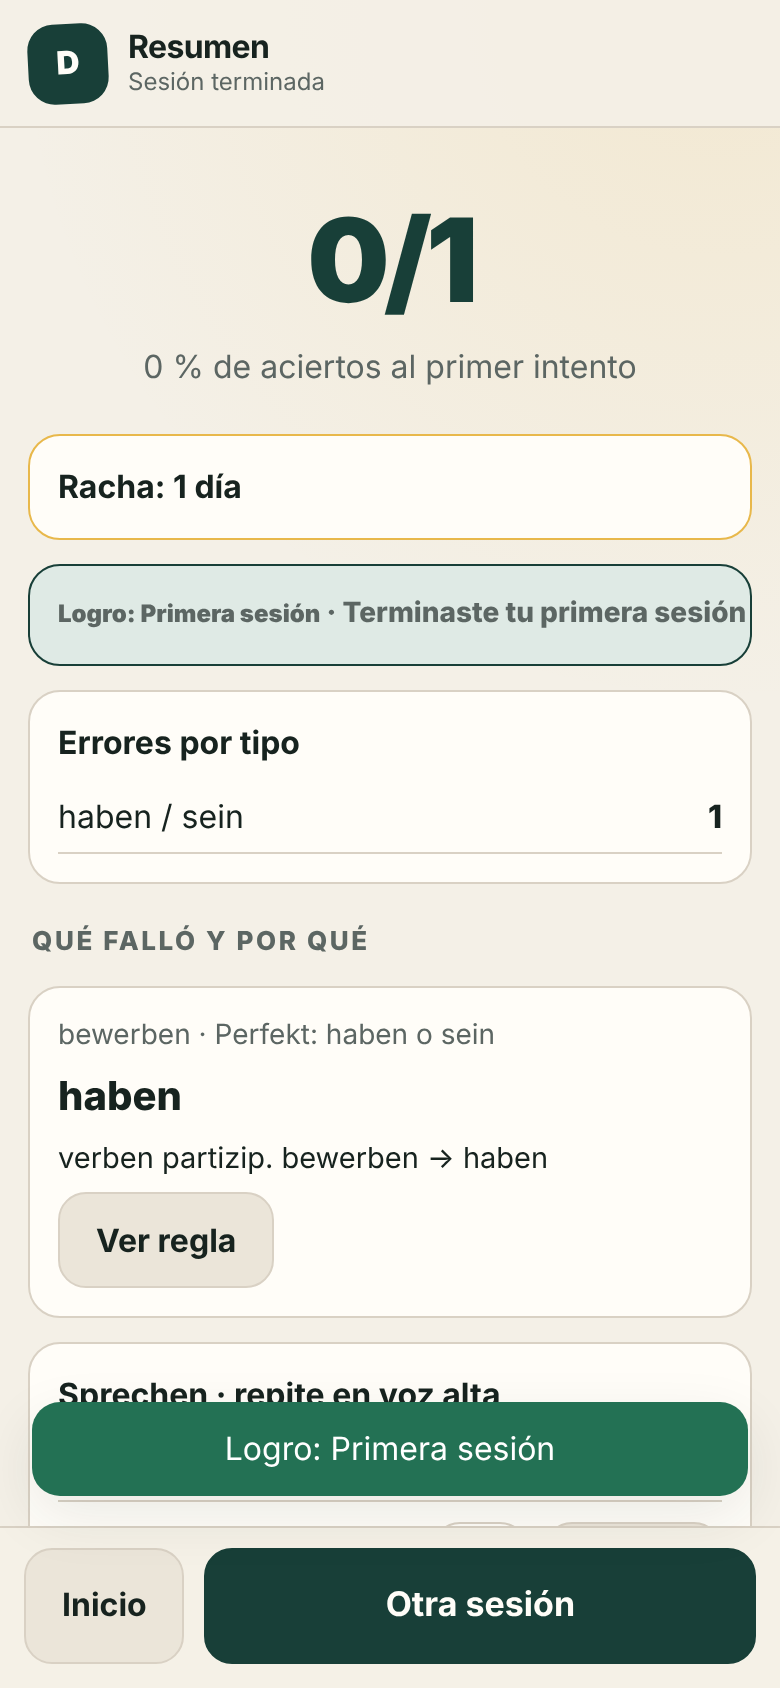 D
Resumen
Sesión terminada
0/1
0 % de aciertos al primer intento
Racha: 1 día
Logro: Primera sesión · Terminaste tu primera sesión
Errores por tipo
haben / sein 1
QUÉ FALLÓ Y POR QUÉ
bewerben · Perfekt: haben o sein
haben
verben partizip. bewerben → haben
Ver regla
Sprechen · repite en voz alta
Logro: Primera sesión
Inicio
Otra sesión